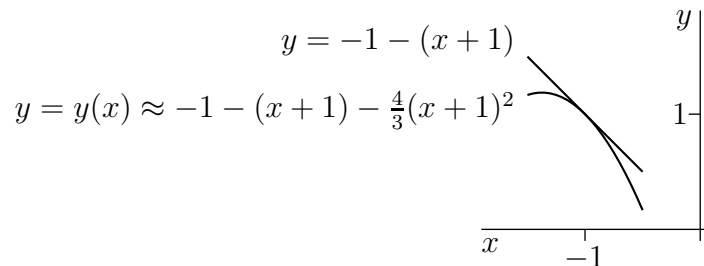 y
y = −1 − (x + 1)
y = y(x) ≈ −1 − (x + 1) − 4/3(x + 1)²
1
x
−1